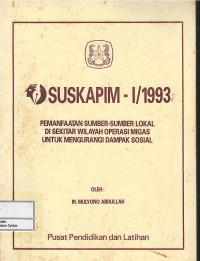 SUSKAPIM - I/1993
PEMANFAATAN SUMBER-SUMBER LOKAL
DI SEKITAR WILAYAH OPERASI MIGAS
UNTUK MENGURANGI DAMPAK SOSIAL
OLEH :
IR. MULYONO ABDULLAH
Pusat Pendidikan dan Latihan